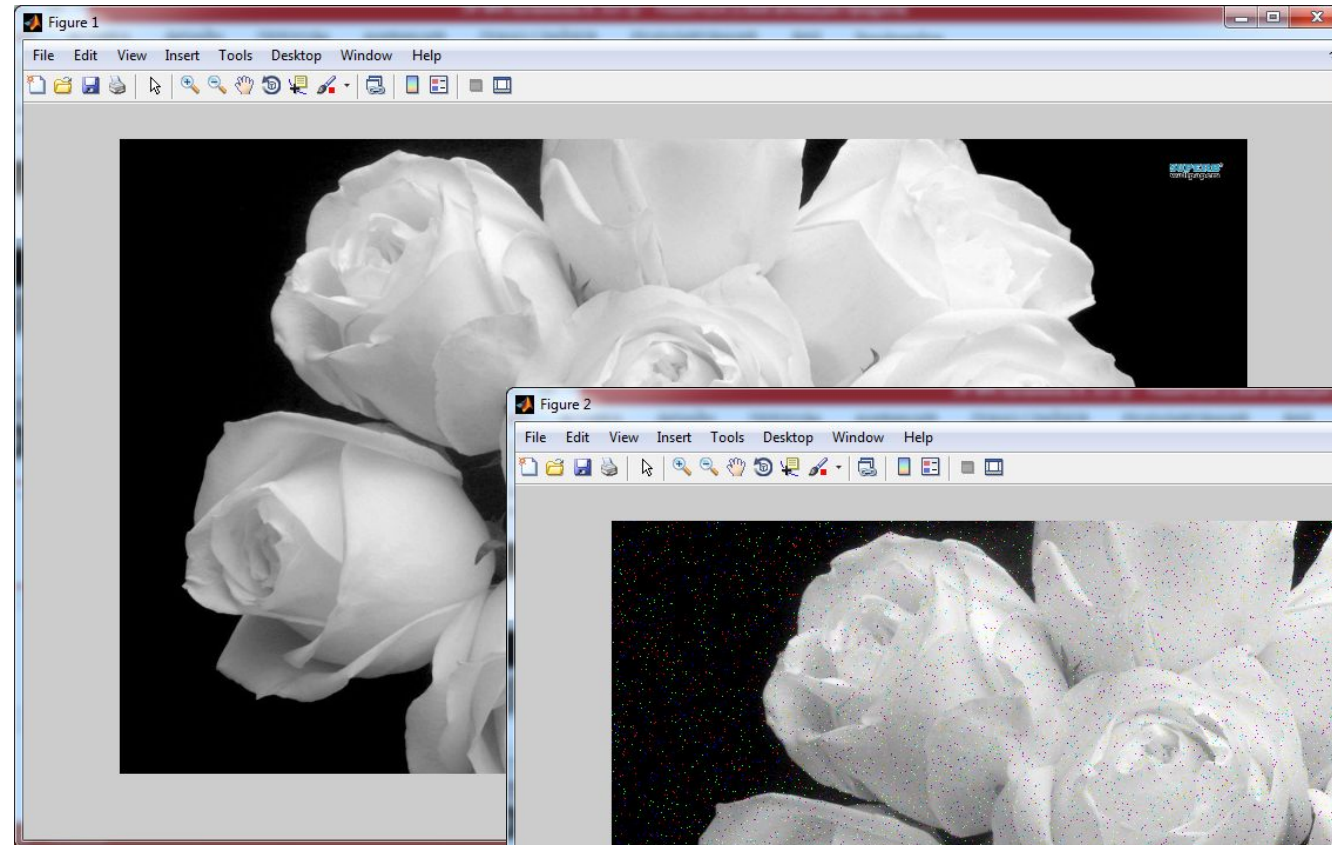 Figure 1
File Edit View Insert Tools Desktop Window Help
SUPERB
Figure 2
File Edit View Insert Tools Desktop Window Help